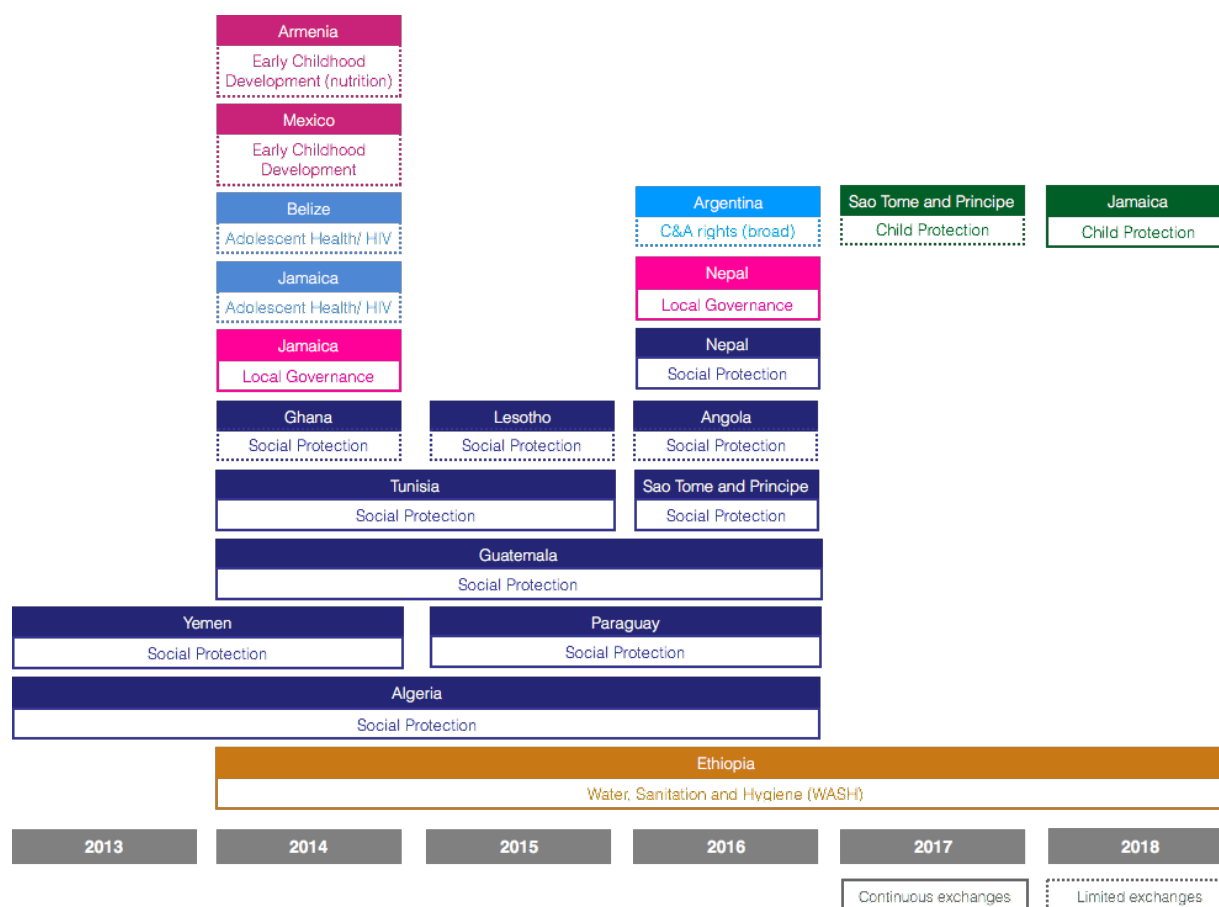 Armenia
Early Childhood
Development (nutrition)
Mexico
Early Childhood
Development
Belize
Adolescent Health/ HIV
Argentina
C&A rights (broad)
Sao Tome and Principe
Child Protection
Jamaica
Child Protection
Jamaica
Adolescent Health/ HIV
Nepal
Local Governance
Jamaica
Local Governance
Nepal
Social Protection
Ghana
Social Protection
Lesotho
Social Protection
Angola
Social Protection
Tunisia
Social Protection
Sao Tome and Principe
Social Protection
Guatemala
Social Protection
Yemen
Social Protection
Paraguay
Social Protection
Algeria
Social Protection
Ethiopia
Water, Sanitation and Hygiene (WASH)
2013 2014 2015 2016 2017 2018
Continuous exchanges
Limited exchanges